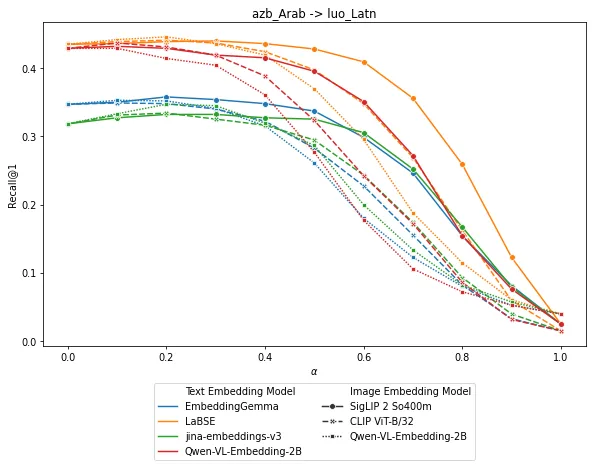 azb_Arab -> luo_Latn
Recall@1
0.4
0.3
0.2
0.1
0.0
0.0 0.2 0.4 0.6 0.8 1.0
α
Text Embedding Model Image Embedding Model
EmbeddingGemma SigLIP 2 So400m
LaBSE CLIP ViT-B/32
jina-embeddings-v3 Qwen-VL-Embedding-2B
Qwen-VL-Embedding-2B